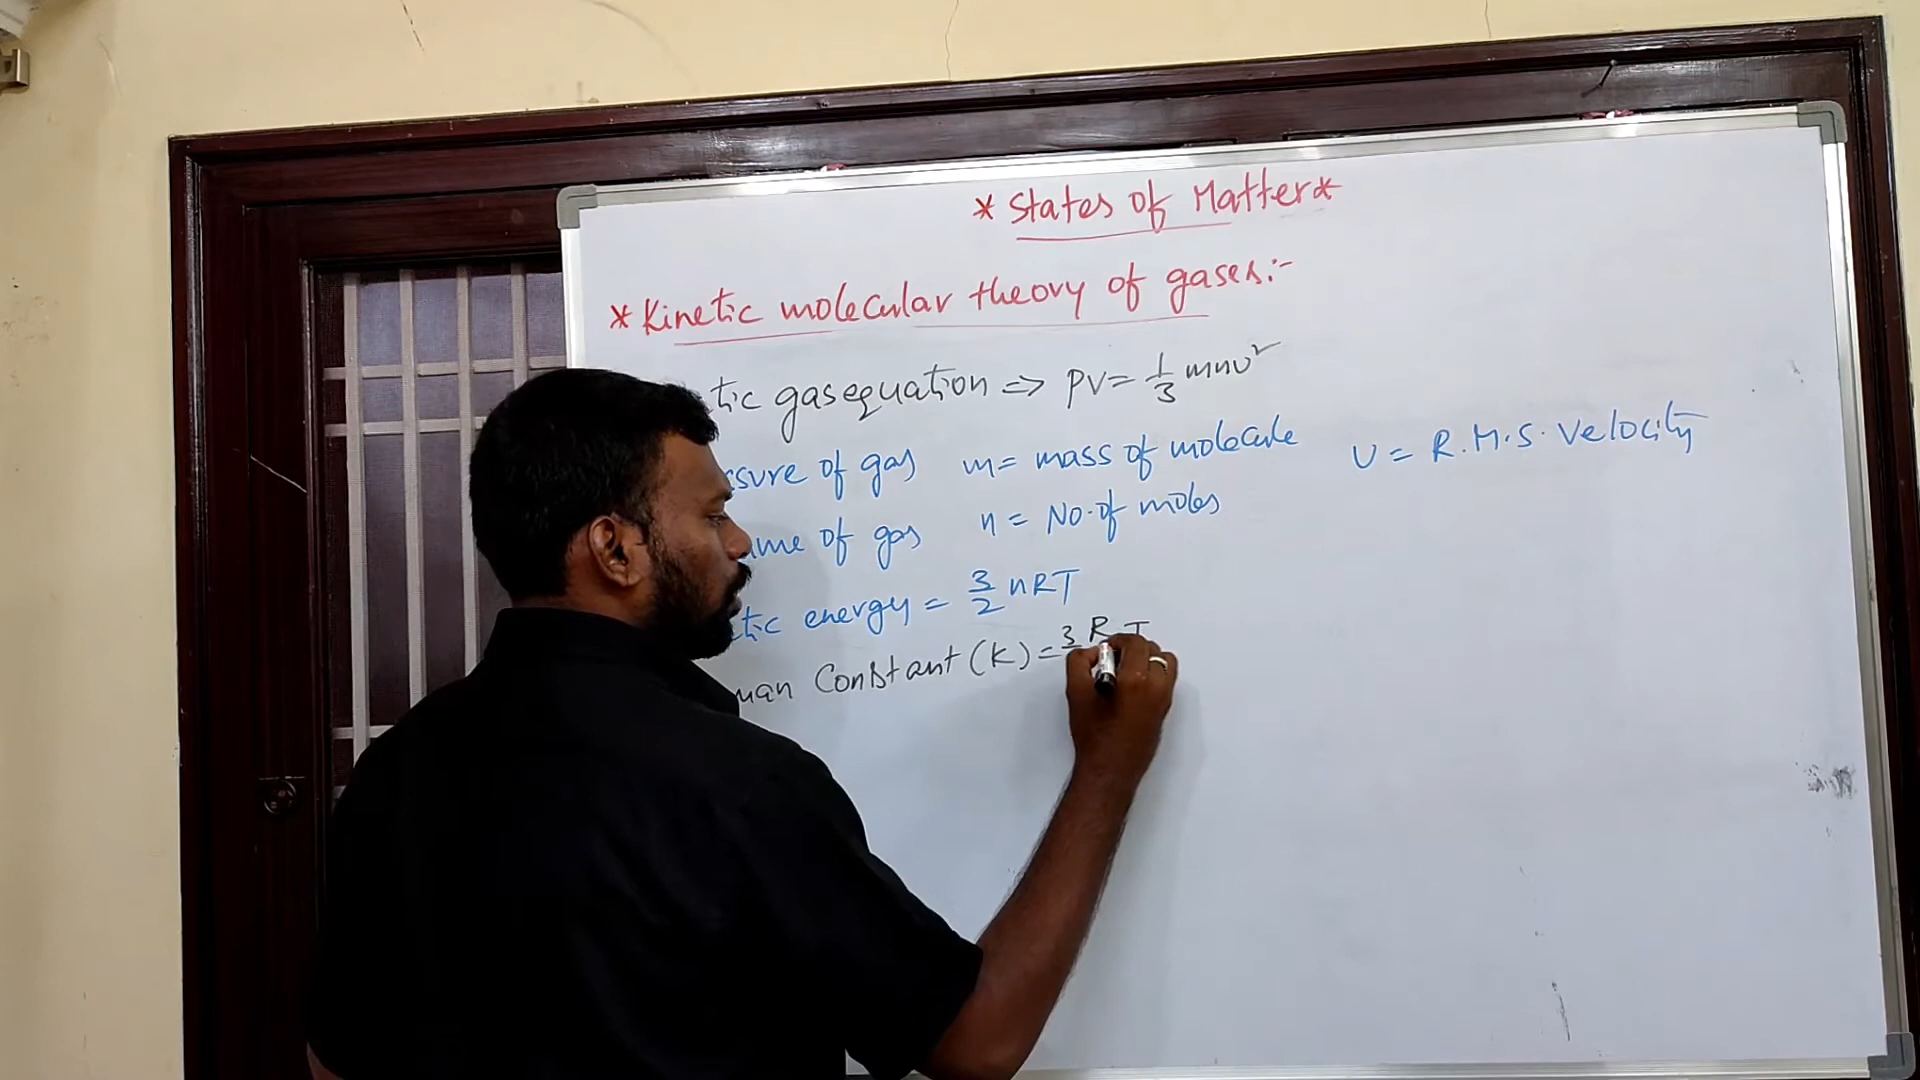 * States of Matter *
* Kinetic molecular theory of gases:-
tic gas equation => PV = 1/3 mnu²
ssure of gas m = mass of molecule U = R.M.S. Velocity
ume of gas n = No. of moles
tic energy = 3/2 nRT
man Constant (K) = 3 R T